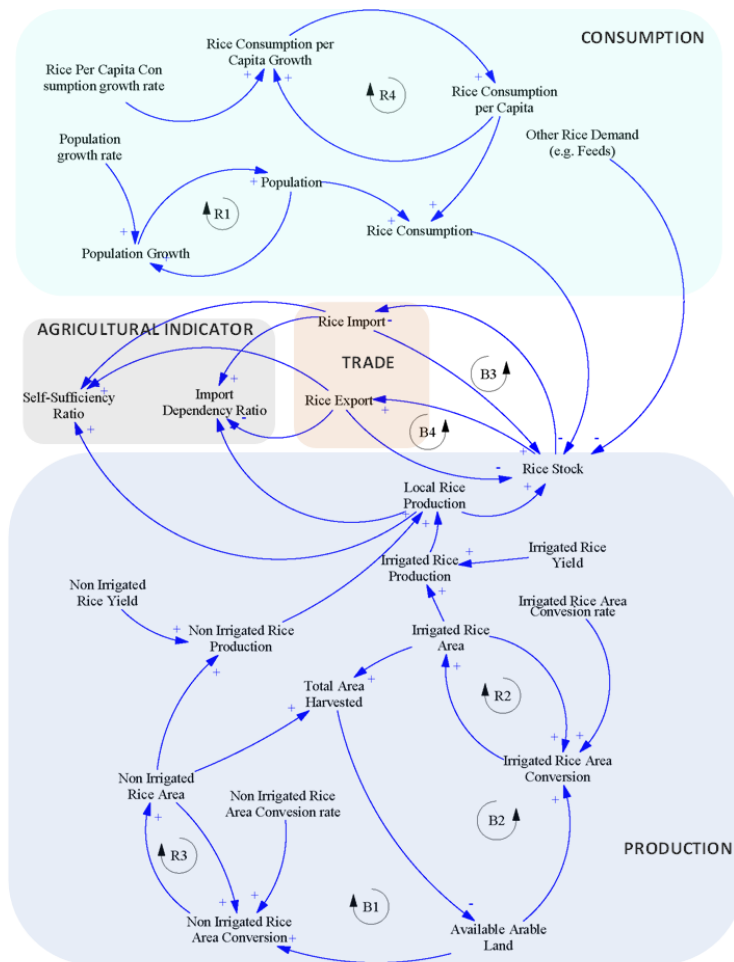 CONSUMPTION
Rice Consumption per
Capita Growth
Rice Per Capita Con
sumption growth rate
R4
Rice Consumption
per Capita
Population
growth rate
Other Rice Demand
(e.g. Feeds)
Population
R1
Rice Consumption
Population Growth
AGRICULTURAL INDICATOR
Rice Import
TRADE
B3
Self-Sufficiency
Ratio
Import
Dependency Ratio
Rice Export
B4
Rice Stock
Local Rice
Production
Irrigated Rice
Production
Irrigated Rice
Yield
Non Irrigated
Rice Yield
Irrigated Rice Area
Convesion rate
Non Irrigated Rice
Production
Irrigated Rice
Area
Total Area
Harvested
R2
Irrigated Rice Area
Conversion
Non Irrigated
Rice Area
Non Irrigated Rice
Area Convesion rate
B2
R3
PRODUCTION
B1
Non Irrigated Rice
Area Conversion
Available Arable
Land